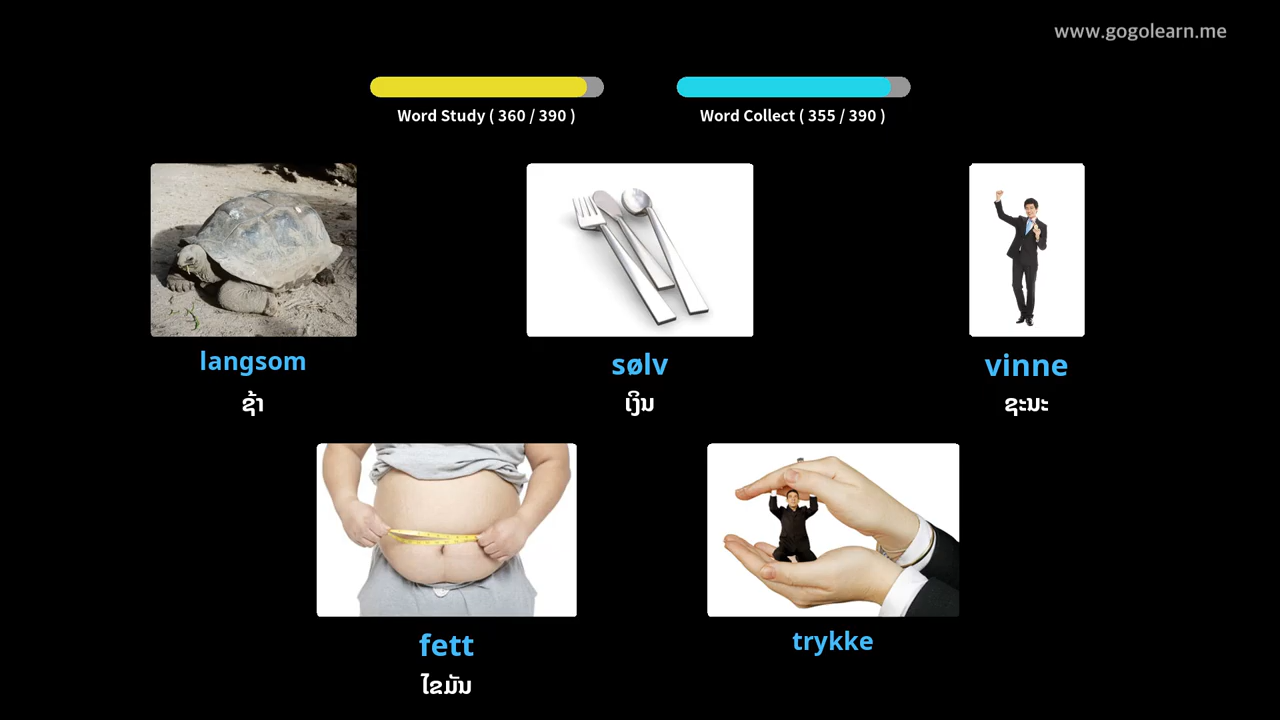 www.gogolearn.me
Word Study ( 360 / 390 )
Word Collect ( 355 / 390 )
langsom
ຊ້າ
sølv
ເງິນ
vinne
ຊະນະ
fett
ໄຂມັນ
trykke